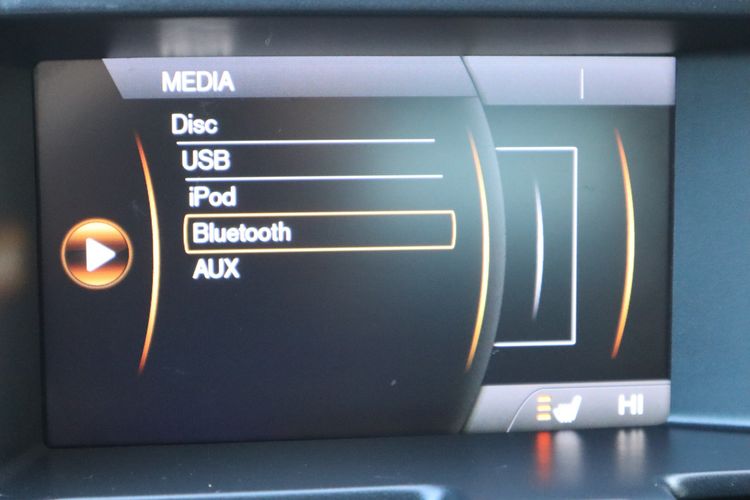 MEDIA
Disc
USB
iPod
Bluetooth
AUX
HI